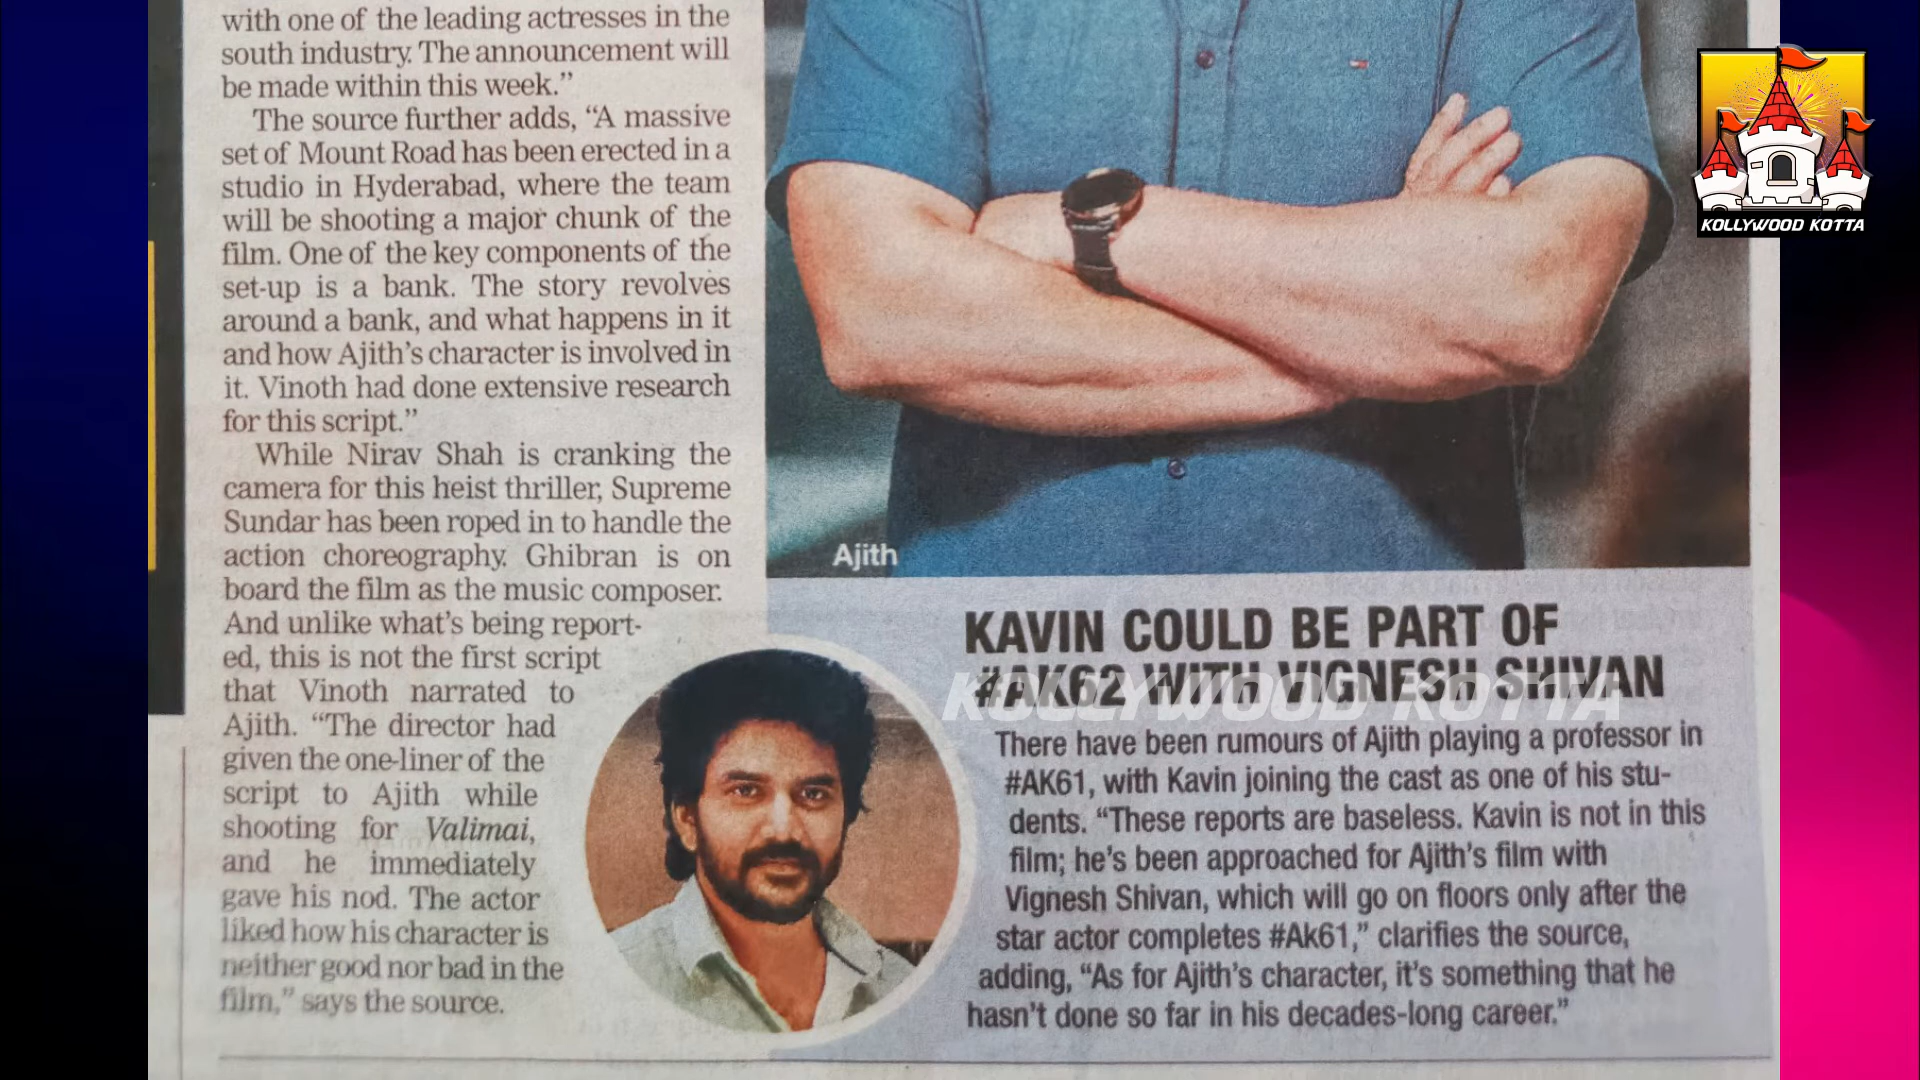 with one of the leading actresses in the
south industry. The announcement will
be made within this week.”
The source further adds, “A massive
set of Mount Road has been erected in a
studio in Hyderabad, where the team
will be shooting a major chunk of the
film. One of the key components of the
set-up is a bank. The story revolves
around a bank, and what happens in it
and how Ajith’s character is involved in
it. Vinoth had done extensive research
for this script.”
While Nirav Shah is cranking the
camera for this heist thriller, Supreme
Sundar has been roped in to handle the
action choreography. Ghibran is on
board the film as the music composer.
And unlike what’s being report-
ed, this is not the first script
that Vinoth narrated to
Ajith. “The director had
given the one-liner of the
script to Ajith while
shooting for Valimai,
and he immediately
gave his nod. The actor
liked how his character is
neither good nor bad in the
film,” says the source.
Ajith
KOLLYWOOD KOTTA
KAVIN COULD BE PART OF
#AK62 WITH VIGNESH SHIVAN
KOLLYWOOD KOTTA
There have been rumours of Ajith playing a professor in
#AK61, with Kavin joining the cast as one of his stu-
dents. “These reports are baseless. Kavin is not in this
film; he’s been approached for Ajith’s film with
Vignesh Shivan, which will go on floors only after the
star actor completes #Ak61,” clarifies the source,
adding, “As for Ajith’s character, it’s something that he
hasn’t done so far in his decades-long career.”